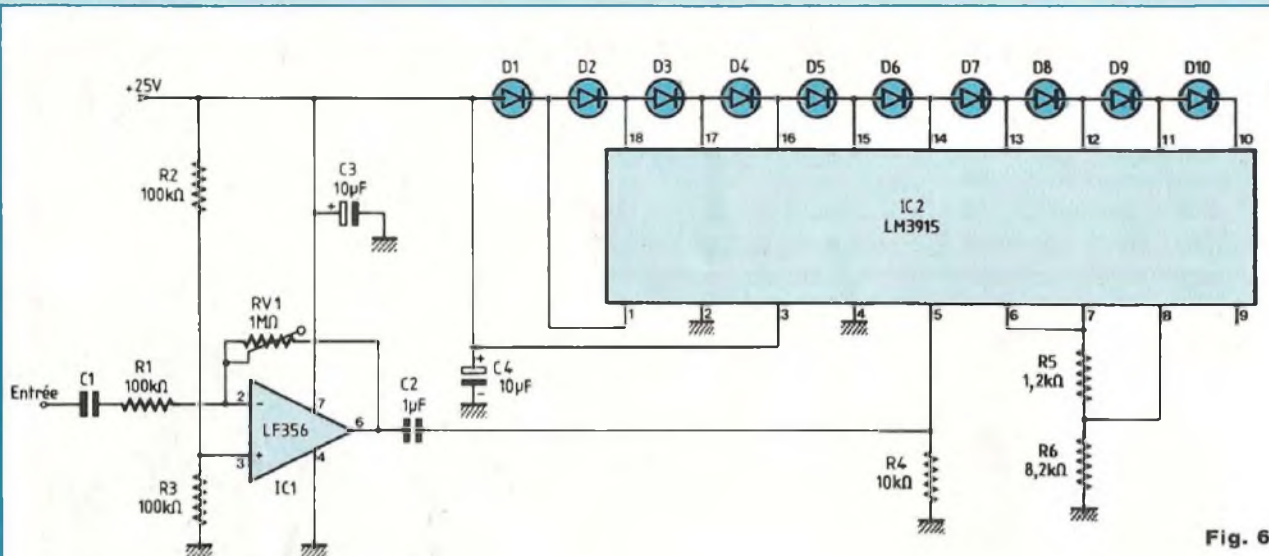 +25V
D1 D2 D3 D4 D5 D6 D7 D8 D9 D10
18 17 16 15 14 13 12 11 10
R2
100kΩ
C3
10µF
+
IC2
LM3915
1 2 3 4 5 6 7 8 9
RV1
1MΩ
+
C4
10µF
-
R5
1,2kΩ
Entrée
C1
R1
100kΩ
2
-
7
LF356
6
C2
1µF
3
+
4
IC1
R3
100kΩ
R4
10kΩ
R6
8,2kΩ
Fig. 6